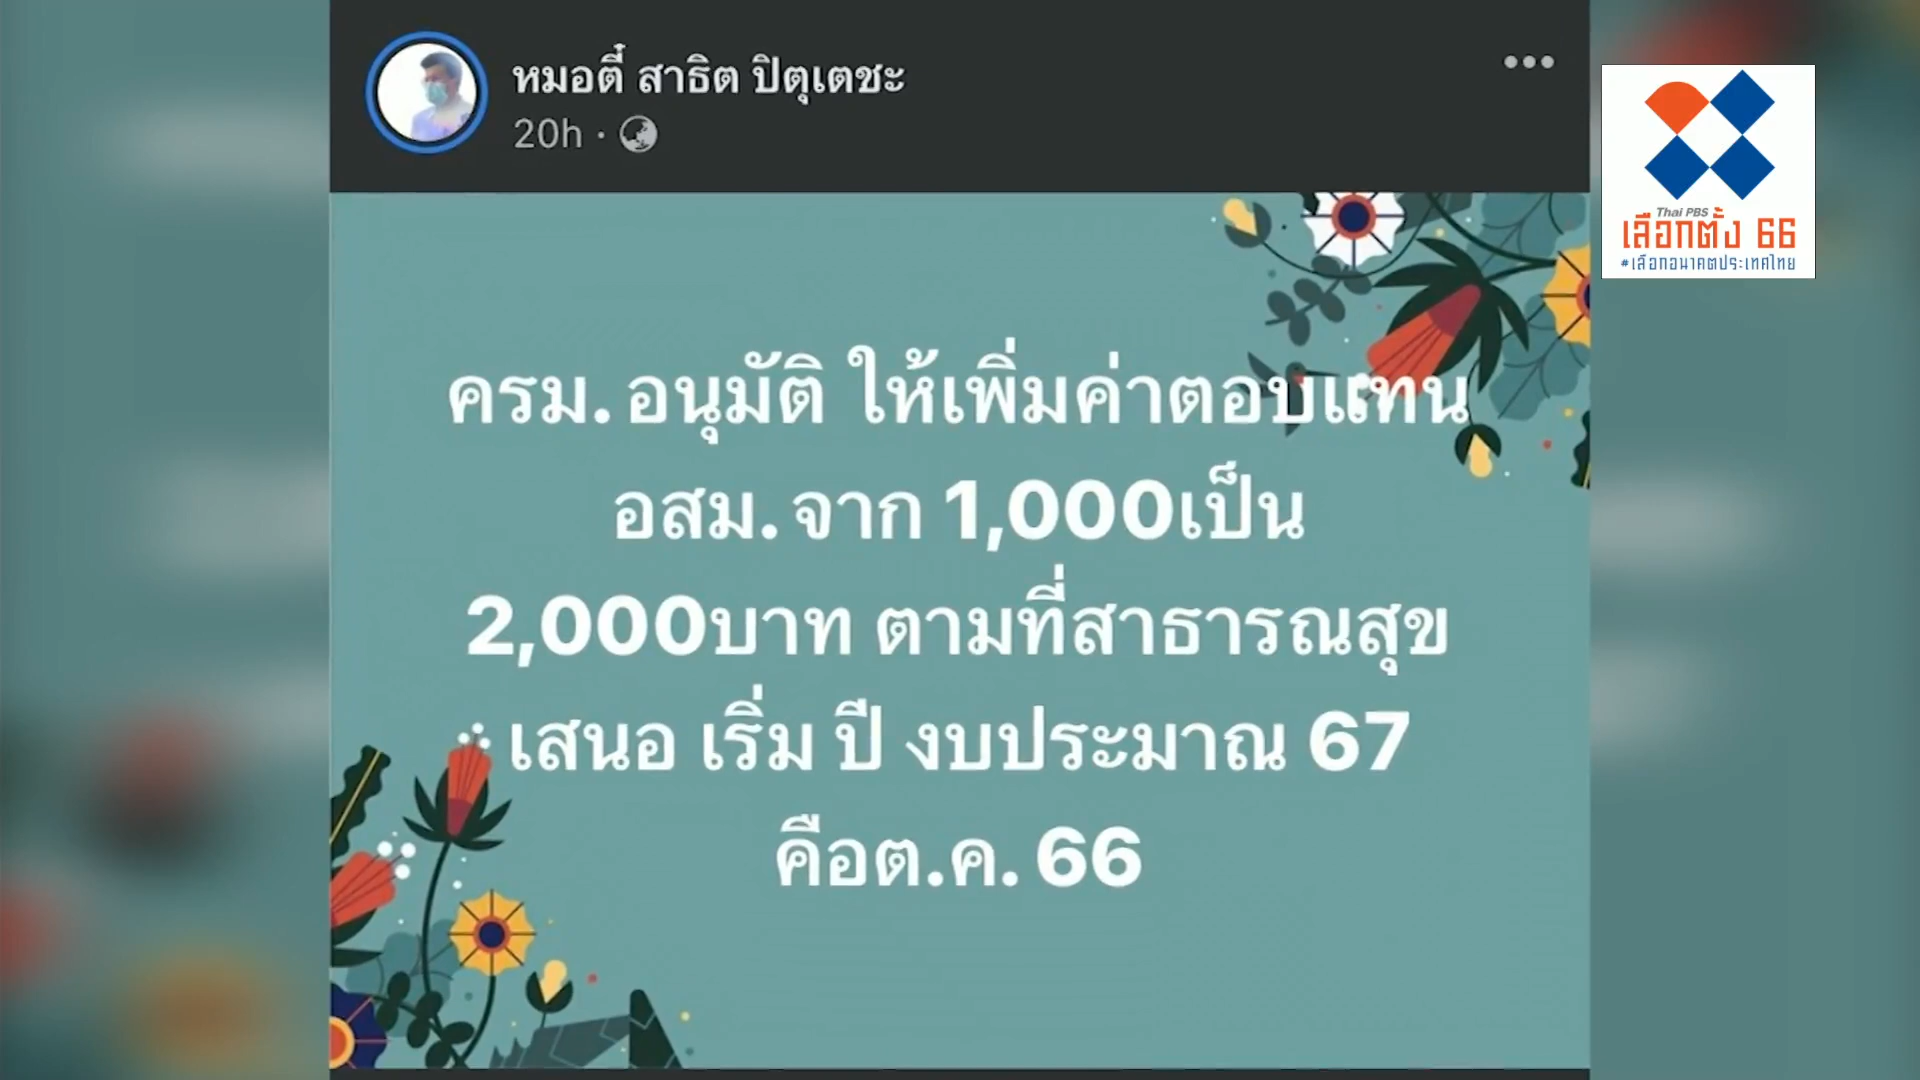 หมอตี๋ สาธิต ปิตุเตชะ
20h ·
ครม. อนุมัติ ให้เพิ่มค่าตอบแทน
อสม. จาก 1,000เป็น
2,000บาท ตามที่สาธารณสุข
เสนอ เริ่ม ปี งบประมาณ 67
คือต.ค. 66
Thai PBS
เลือกตั้ง 66
#เลือกอนาคตประเทศไทย